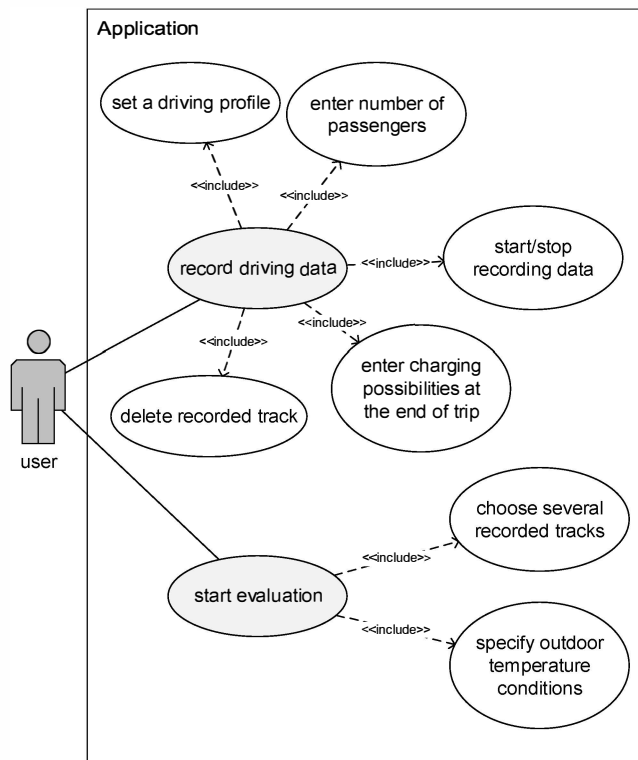 Application
set a driving profile
enter number of
passengers
<<include>>
<<include>>
record driving data
<<include>>
start/stop
recording data
<<include>>
<<include>>
enter charging
possibilities at
the end of trip
delete recorded track
user
choose several
recorded tracks
<<include>>
start evaluation
<<include>>
specify outdoor
temperature
conditions